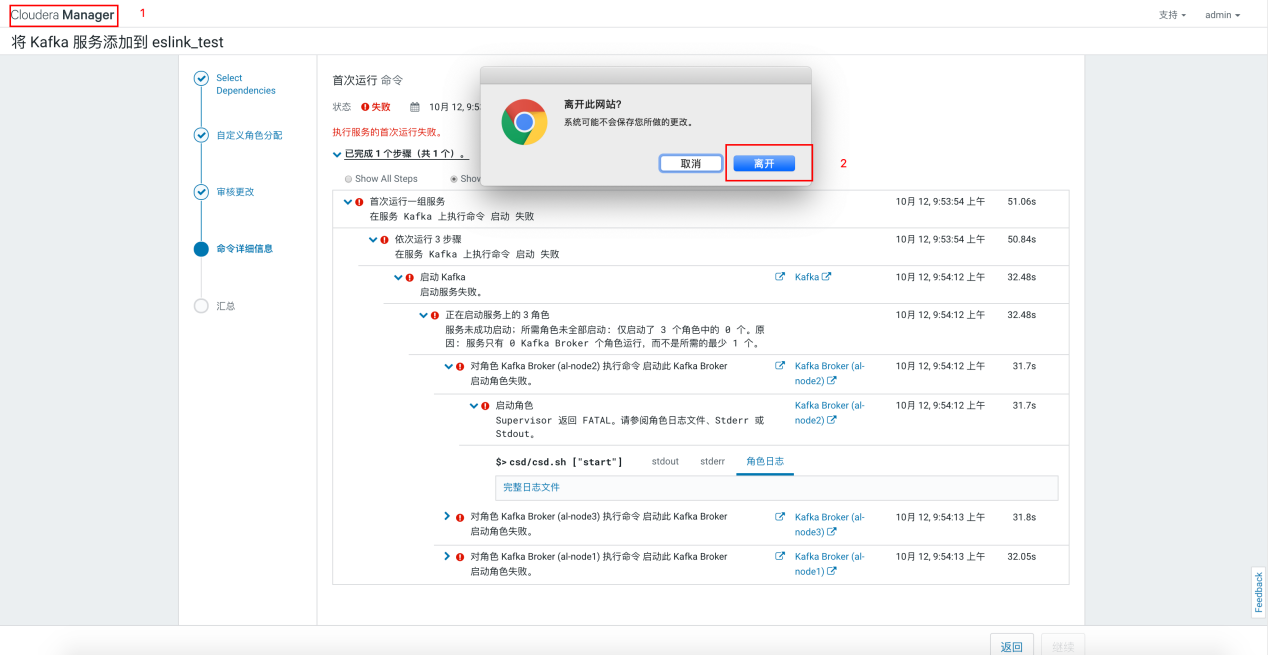 Cloudera Manager
1
支持
admin
将 Kafka 服务添加到 eslink_test
Select
Dependencies
自定义角色分配
审核更改
命令详细信息
汇总
首次运行 命令
状态 失败 10月 12, 9:5
执行服务的首次运行失败。
已完成 1 个步骤（共 1 个）。
Show All Steps
离开此网站?
系统可能不会保存您所做的更改。
取消
离开
2
首次运行一组服务 10月 12, 9:53:54 上午 51.06s
在服务 Kafka 上执行命令 启动 失败
依次运行 3 步骤 10月 12, 9:53:54 上午 50.84s
在服务 Kafka 上执行命令 启动 失败
启动 Kafka Kafka 10月 12, 9:54:12 上午 32.48s
启动服务失败。
正在启动服务上的 3 角色 10月 12, 9:54:12 上午 32.48s
服务未成功启动；所需角色未全部启动：仅启动了 3 个角色中的 0 个。原
因：服务只有 0 Kafka Broker 个角色运行，而不是所需的最少 1 个。
对角色 Kafka Broker (al-node2) 执行命令 启动此 Kafka Broker Kafka Broker (al- 10月 12, 9:54:12 上午 31.7s
启动角色失败。 node2)
启动角色 Kafka Broker (al- 10月 12, 9:54:12 上午 31.7s
Supervisor 返回 FATAL。请参阅角色日志文件、Stderr 或 node2)
Stdout。
$> csd/csd.sh ["start"] stdout stderr 角色日志
完整日志文件
对角色 Kafka Broker (al-node3) 执行命令 启动此 Kafka Broker Kafka Broker (al- 10月 12, 9:54:13 上午 31.8s
启动角色失败。 node3)
对角色 Kafka Broker (al-node1) 执行命令 启动此 Kafka Broker Kafka Broker (al- 10月 12, 9:54:13 上午 32.05s
启动角色失败。 node1)
Feedback
返回
继续